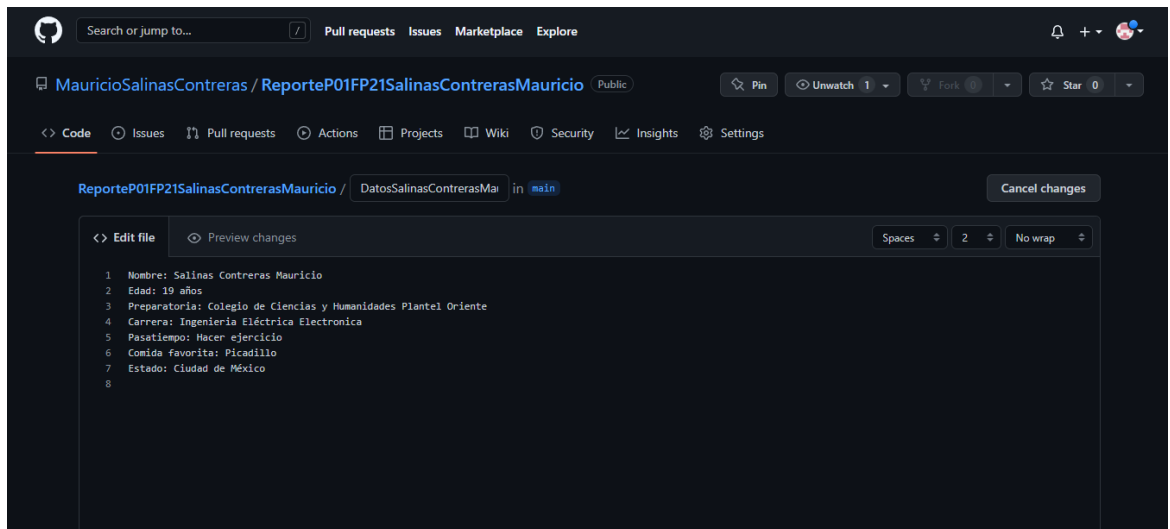 Search or jump to... / Pull requests Issues Marketplace Explore
MauricioSalinasContreras / ReporteP01FP21SalinasContrerasMauricio Public Pin Unwatch 1 Fork 0 Star 0
<> Code Issues Pull requests Actions Projects Wiki Security Insights Settings
ReporteP01FP21SalinasContrerasMauricio / DatosSalinasContrerasMau in main Cancel changes
<> Edit file Preview changes Spaces 2 No wrap
1 Nombre: Salinas Contreras Mauricio
2 Edad: 19 años
3 Preparatoria: Colegio de Ciencias y Humanidades Plantel Oriente
4 Carrera: Ingenieria Eléctrica Electronica
5 Pasatiempo: Hacer ejercicio
6 Comida favorita: Picadillo
7 Estado: Ciudad de México
8